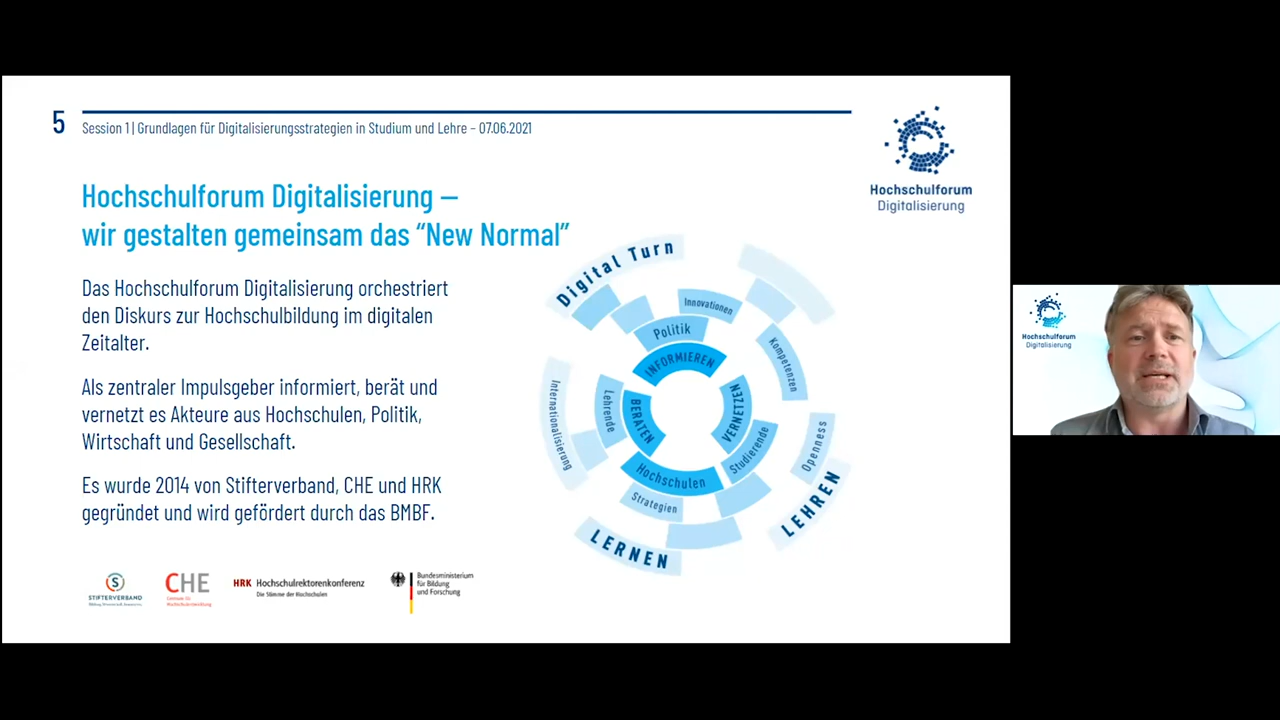 5
Session 1 | Grundlagen für Digitalisierungsstrategien in Studium und Lehre – 07.06.2021
Hochschulforum
Digitalisierung
Hochschulforum Digitalisierung –
wir gestalten gemeinsam das “New Normal”
Das Hochschulforum Digitalisierung orchestriert
den Diskurs zur Hochschulbildung im digitalen
Zeitalter.
Als zentraler Impulsgeber informiert, berät und
vernetzt es Akteure aus Hochschulen, Politik,
Wirtschaft und Gesellschaft.
Es wurde 2014 von Stifterverband, CHE und HRK
gegründet und wird gefördert durch das BMBF.
Digital Turn
Innovationen
Politik
INFORMIEREN
Kompetenzen
Internationalisierung
Lehrende
BERATEN
VERNETZEN
Studierende
Openness
Hochschulen
Strategien
LEHREN
LERNEN
S
STIFTERVERBAND
CHE
HRK Hochschulrektorenkonferenz
Die Stimme der Hochschulen
Bundesministerium
für Bildung
und Forschung
Hochschulforum
Digitalisierung